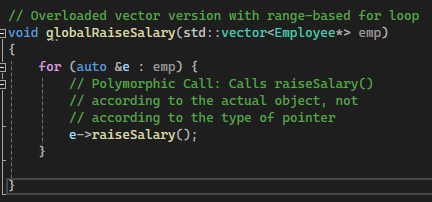 // Overloaded vector version with range-based for loop
void globalRaiseSalary(std::vector<Employee*> emp)
{
for (auto &e : emp) {
// Polymorphic Call: Calls raiseSalary()
// according to the actual object, not
// according to the type of pointer
e->raiseSalary();
}
}